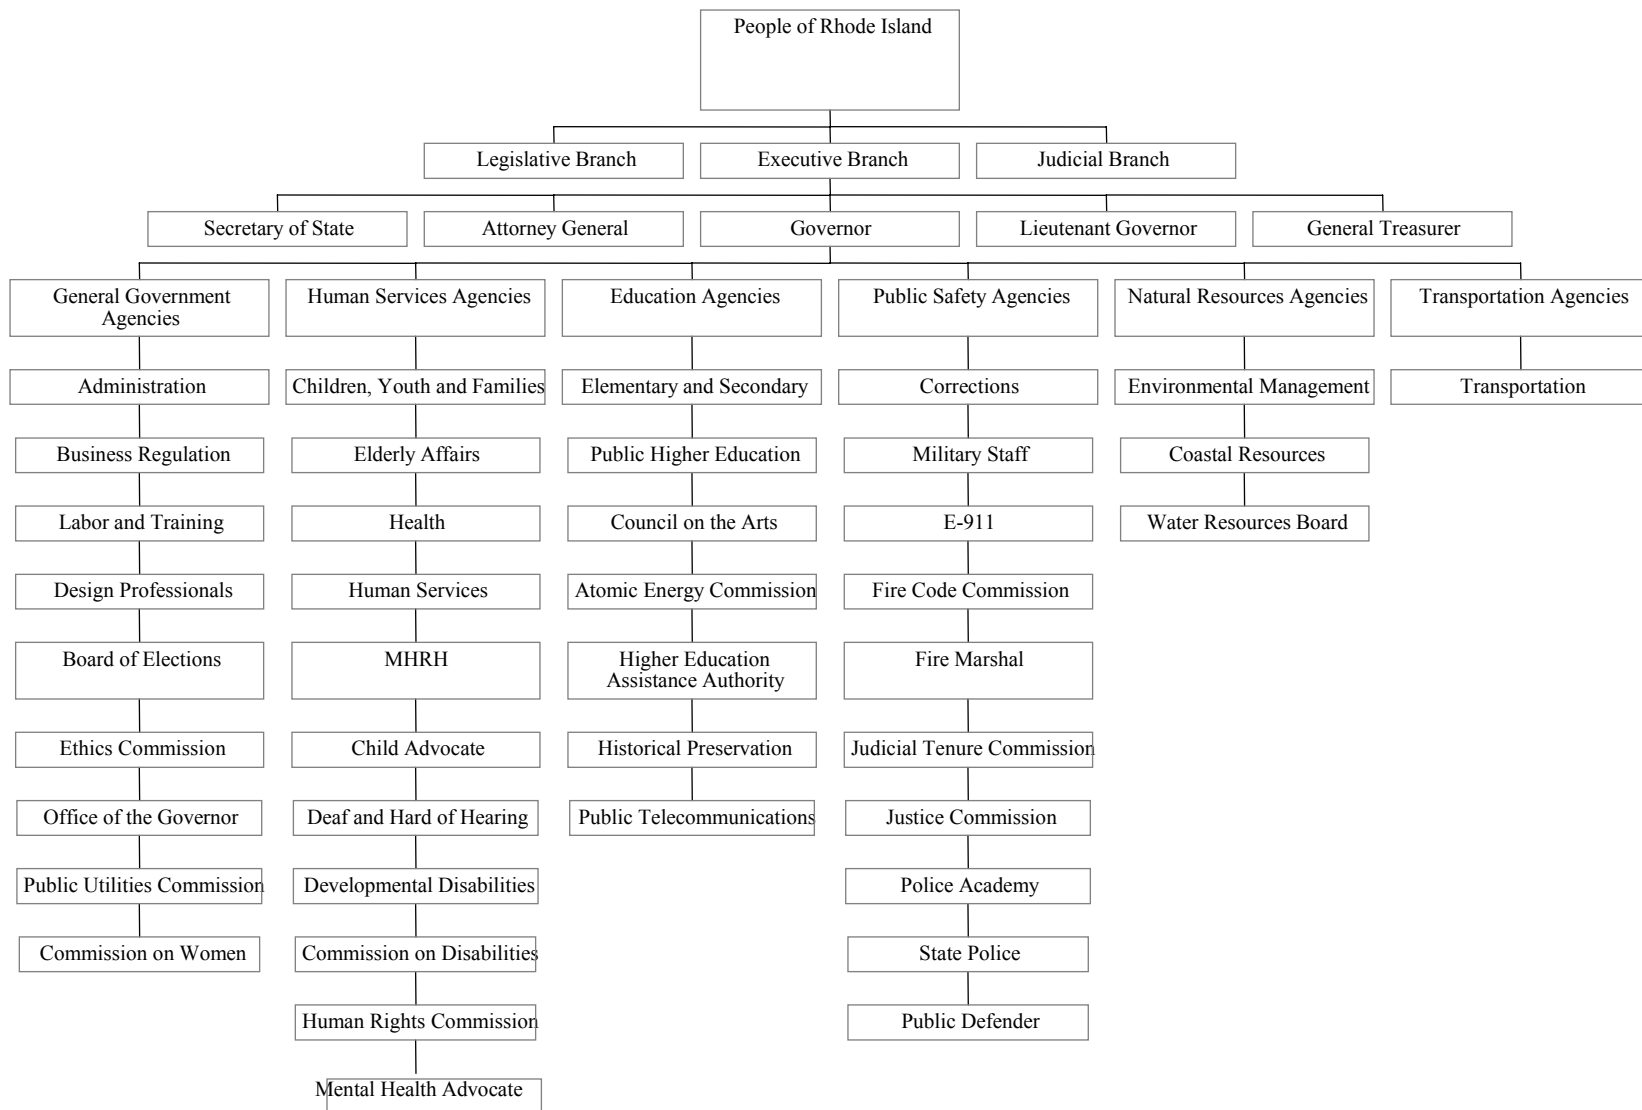 People of Rhode Island
Legislative Branch
Executive Branch
Judicial Branch
Secretary of State
Attorney General
Governor
Lieutenant Governor
General Treasurer
General Government
Agencies
Administration
Business Regulation
Labor and Training
Design Professionals
Board of Elections
Ethics Commission
Office of the Governor
Public Utilities Commission
Commission on Women
Human Services Agencies
Children, Youth and Families
Elderly Affairs
Health
Human Services
MHRH
Child Advocate
Deaf and Hard of Hearing
Developmental Disabilities
Commission on Disabilities
Human Rights Commission
Mental Health Advocate
Education Agencies
Elementary and Secondary
Public Higher Education
Council on the Arts
Atomic Energy Commission
Higher Education
Assistance Authority
Historical Preservation
Public Telecommunications
Public Safety Agencies
Corrections
Military Staff
E-911
Fire Code Commission
Fire Marshal
Judicial Tenure Commission
Justice Commission
Police Academy
State Police
Public Defender
Natural Resources Agencies
Environmental Management
Coastal Resources
Water Resources Board
Transportation Agencies
Transportation